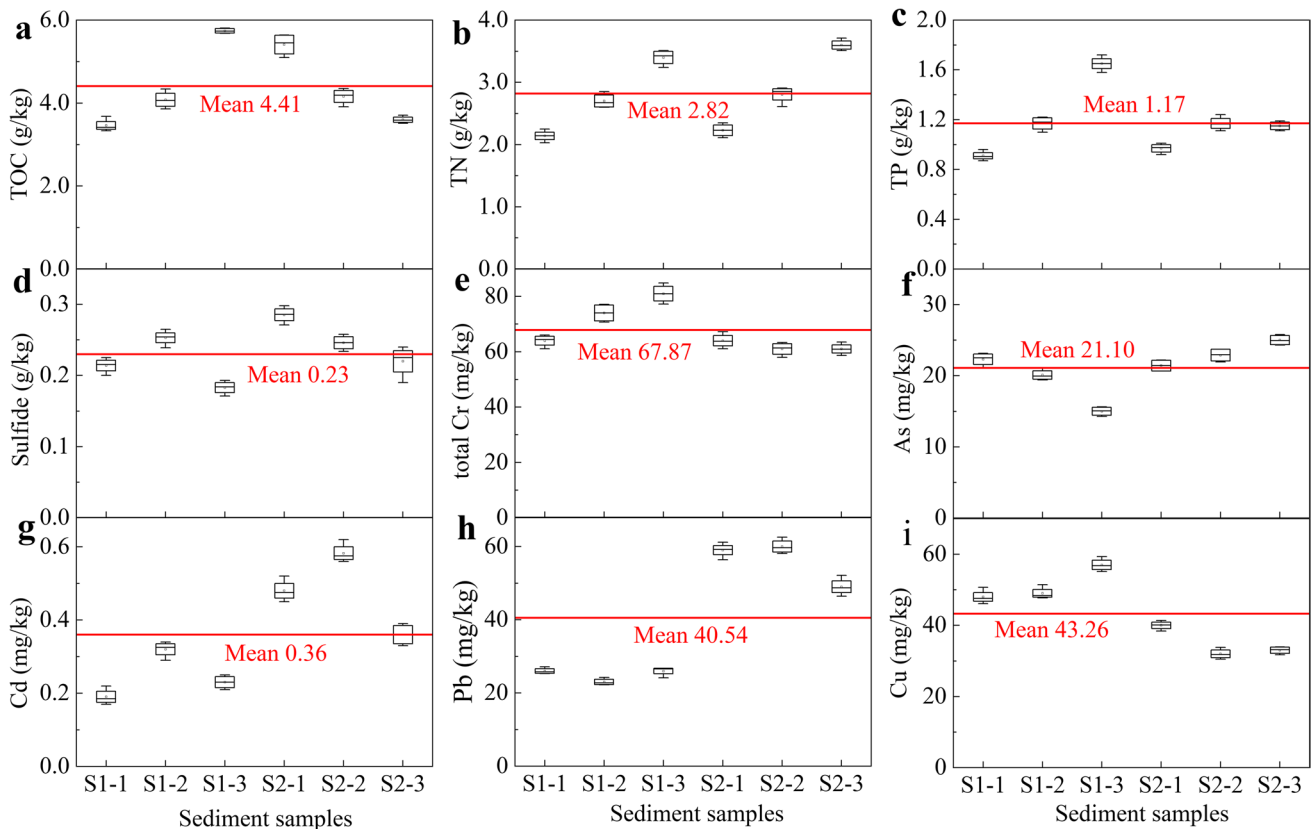 a
6.0
4.0
2.0
0.0
TOC (g/kg)
Mean 4.41
b
4.0
3.0
2.0
1.0
0.0
TN (g/kg)
Mean 2.82
c
2.0
1.6
1.2
0.8
0.4
0.0
TP (g/kg)
Mean 1.17
d
0.3
0.2
0.1
0.0
Sulfide (g/kg)
Mean 0.23
e
80
60
40
20
0
total Cr (mg/kg)
Mean 67.87
f
30
20
10
0
As (mg/kg)
Mean 21.10
g
0.6
0.4
0.2
0.0
Cd (mg/kg)
Mean 0.36
S1-1 S1-2 S1-3 S2-1 S2-2 S2-3
Sediment samples
h
60
40
20
0
Pb (mg/kg)
Mean 40.54
S1-1 S1-2 S1-3 S2-1 S2-2 S2-3
Sediment samples
i
60
40
20
0
Cu (mg/kg)
Mean 43.26
S1-1 S1-2 S1-3 S2-1 S2-2 S2-3
Sediment samples